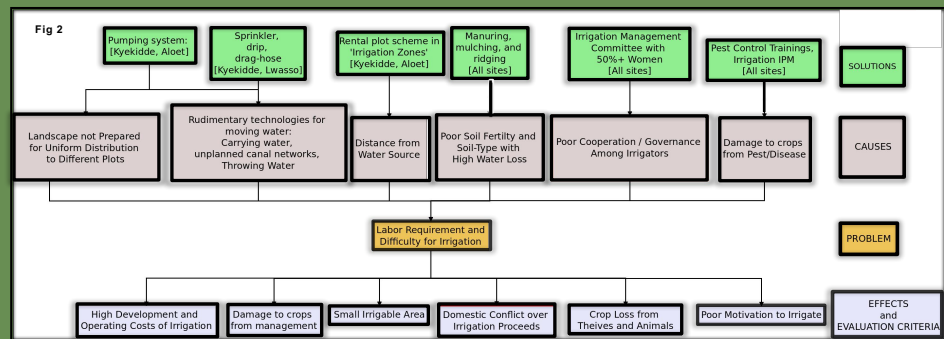 Fig 2
Pumping system:
[Kyekidde, Aloet]
Sprinkler,
drip,
drag-hose
[Kyekidde, Lwasso]
Rental plot scheme in
'Irrigation Zones'
[Kyekidde, Aloet]
Manuring,
mulching, and
ridging
[All sites]
Irrigation Management
Committee with
50%+ Women
[All sites]
Pest Control Trainings,
Irrigation IPM
[All sites]
SOLUTIONS
Landscape not Prepared
for Uniform Distribution
to Different Plots
Rudimentary technologies for
moving water:
Carrying water,
unplanned canal networks,
Throwing Water
Distance from
Water Source
Poor Soil Fertilty and
Soil-Type with
High Water Loss
Poor Cooperation / Governance
Among Irrigators
Damage to crops
from Pest/Disease
CAUSES
Labor Requirement and
Difficulty for Irrigation
PROBLEM
High Development and
Operating Costs of Irrigation
Damage to crops
from management
Small Irrigable Area
Domestic Conflict over
Irrigation Proceeds
Crop Loss from
Theives and Animals
Poor Motivation to Irrigate
EFFECTS
and
EVALUATION CRITERIA